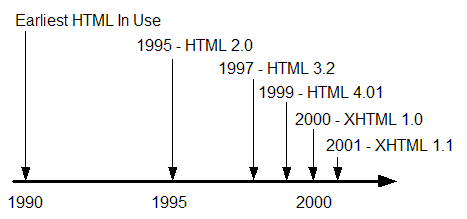 Earliest HTML In Use
1995 - HTML 2.0
1997 - HTML 3.2
1999 - HTML 4.01
2000 - XHTML 1.0
2001 - XHTML 1.1
1990 1995 2000